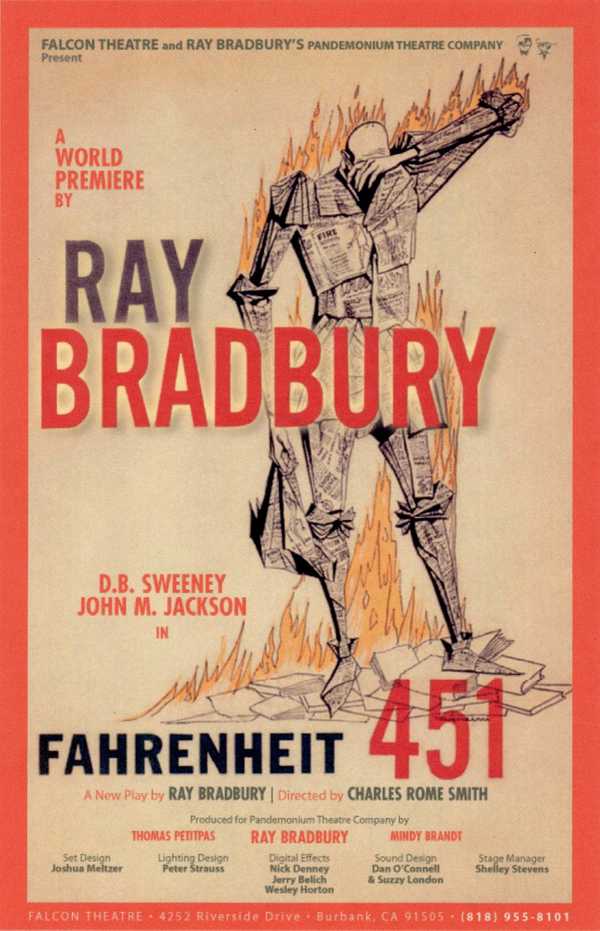 FALCON THEATRE and RAY BRADBURY'S PANDEMONIUM THEATRE COMPANY
Present
A
WORLD
PREMIERE
BY
RAY
BRADBURY
FIRE
D.B. SWEENEY
JOHN M. JACKSON
IN
FAHRENHEIT 451
A New Play by RAY BRADBURY | Directed by CHARLES ROME SMITH
Produced for Pandemonium Theatre Company by
THOMAS PETITPAS RAY BRADBURY MINDY BRANDT
Set Design Lighting Design Digital Effects Sound Design Stage Manager
Joshua Meltzer Peter Strauss Nick Denney Dan O'Connell Shelley Stevens
Jerry Belich & Suzzy London
Wesley Horton
FALCON THEATRE • 4252 Riverside Drive • Burbank, CA 91505 • (818) 955-8101